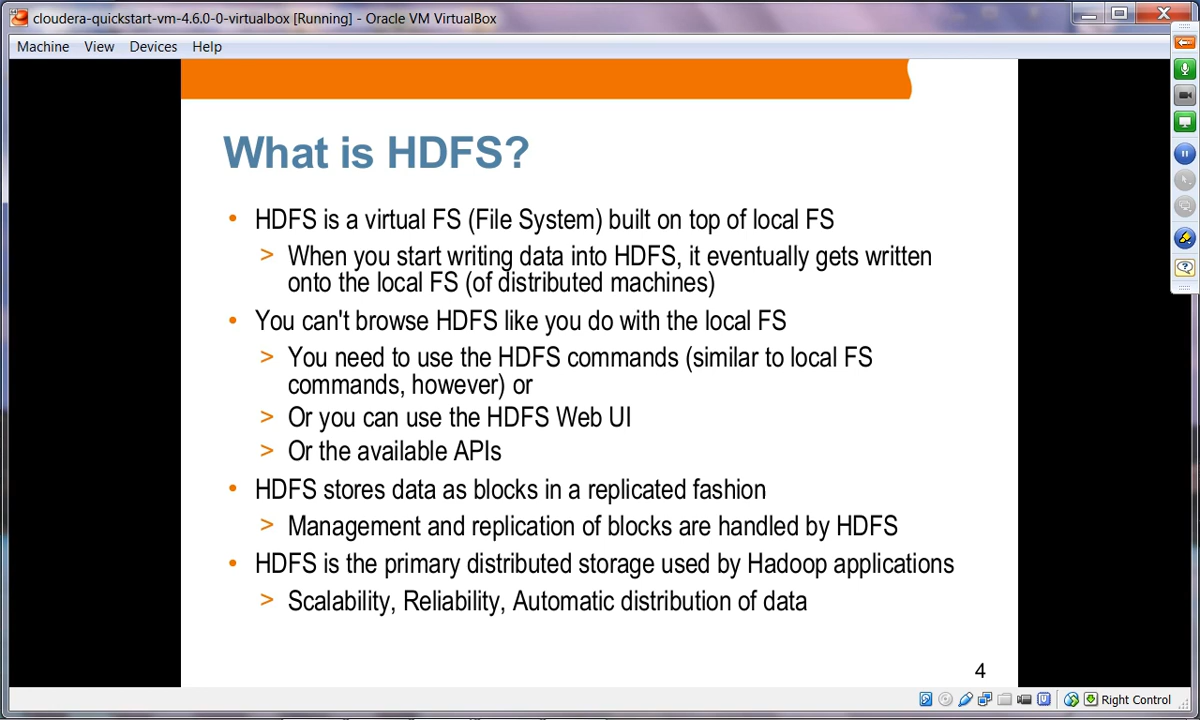 cloudera-quickstart-vm-4.6.0-0-virtualbox [Running] - Oracle VM VirtualBox
Machine View Devices Help
What is HDFS?
• HDFS is a virtual FS (File System) built on top of local FS
> When you start writing data into HDFS, it eventually gets written
onto the local FS (of distributed machines)
• You can't browse HDFS like you do with the local FS
> You need to use the HDFS commands (similar to local FS
commands, however) or
> Or you can use the HDFS Web UI
> Or the available APIs
• HDFS stores data as blocks in a replicated fashion
> Management and replication of blocks are handled by HDFS
• HDFS is the primary distributed storage used by Hadoop applications
> Scalability, Reliability, Automatic distribution of data
4
Right Control